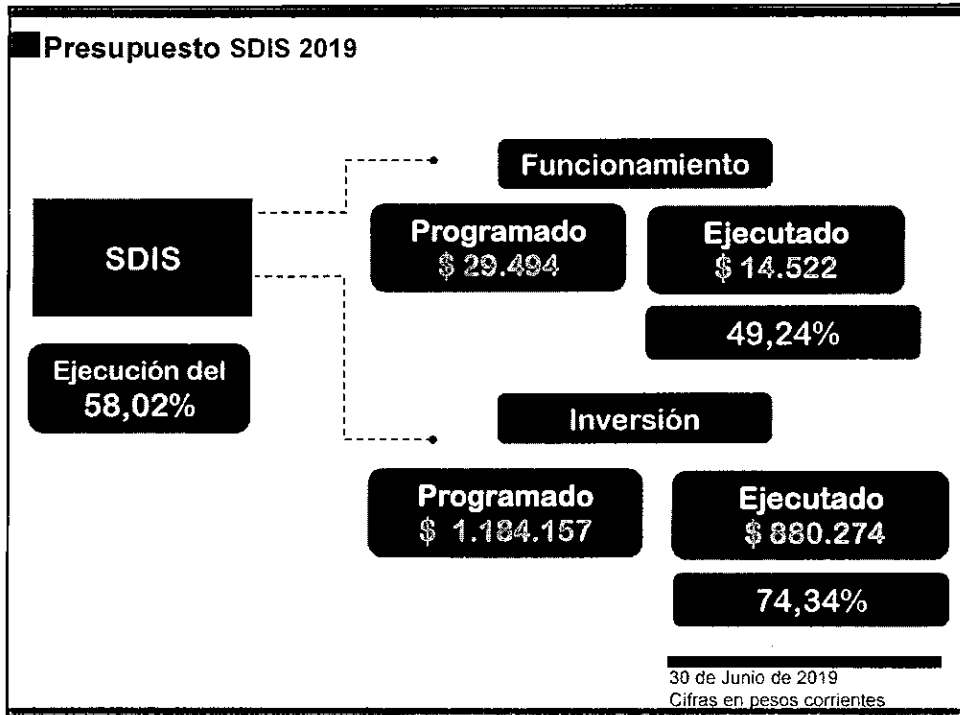 Presupuesto SDIS 2019
SDIS
Ejecución del
58,02%
Funcionamiento
Programado
$ 29.494
Ejecutado
$ 14.522
49,24%
Inversión
Programado
$ 1.184.157
Ejecutado
$ 880.274
74,34%
30 de Junio de 2019
Cifras en pesos corrientes